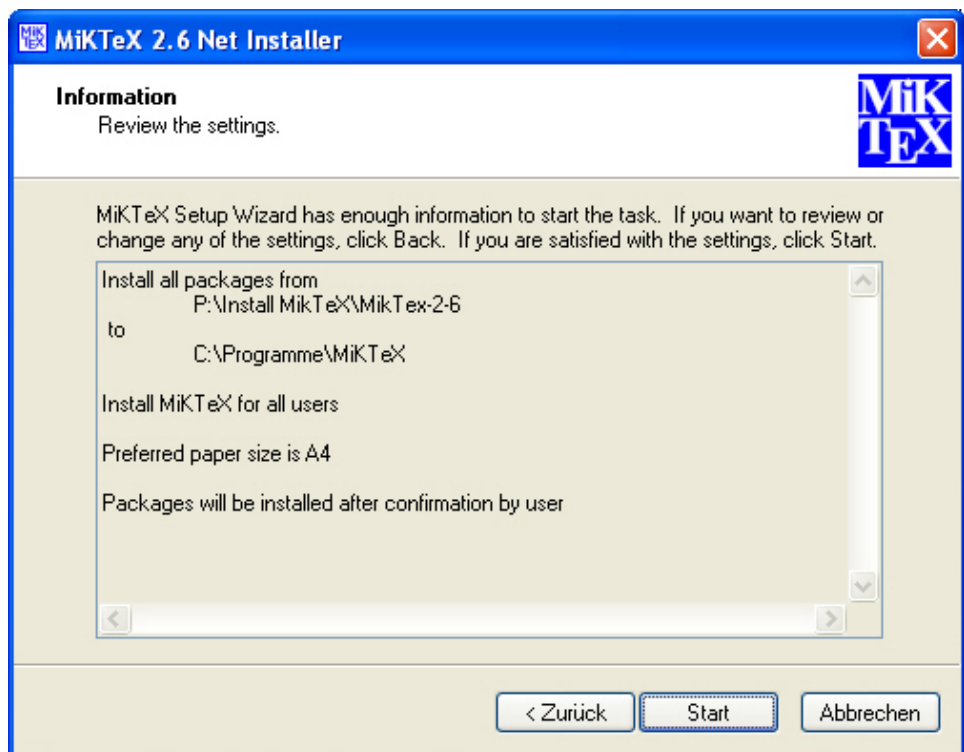 MiKTeX 2.6 Net Installer
Information
Review the settings.
MiK
TEX
MiKTeX Setup Wizard has enough information to start the task.  If you want to review or
change any of the settings, click Back.  If you are satisfied with the settings, click Start.
Install all packages from
P:\Install MikTeX\MikTex-2-6
to
C:\Programme\MiKTeX
Install MiKTeX for all users
Preferred paper size is A4
Packages will be installed after confirmation by user
< Zurück
Start
Abbrechen